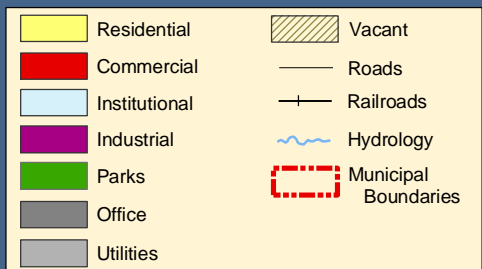 Residential
Commercial
Institutional
Industrial
Parks
Office
Utilities
Vacant
Roads
Railroads
Hydrology
Municipal
Boundaries